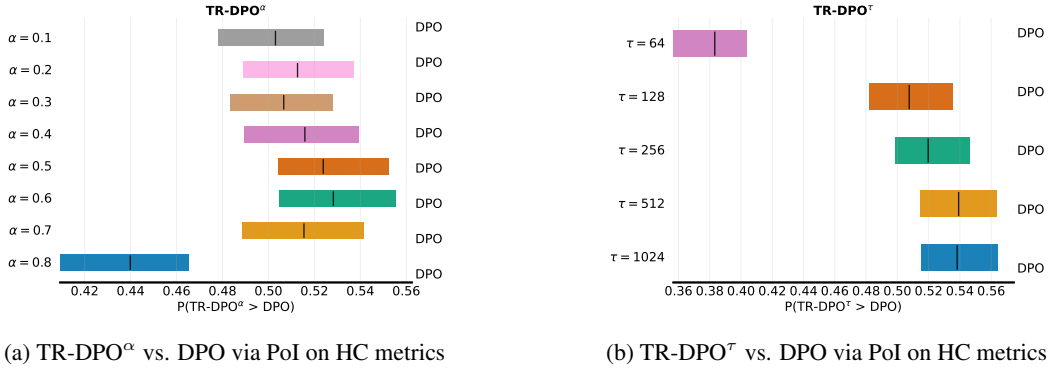 TR-DPO^α
α = 0.1 DPO
α = 0.2 DPO
α = 0.3 DPO
α = 0.4 DPO
α = 0.5 DPO
α = 0.6 DPO
α = 0.7 DPO
α = 0.8 DPO
0.42 0.44 0.46 0.48 0.50 0.52 0.54 0.56
P(TR-DPO^α > DPO)
(a) TR-DPO^α vs. DPO via PoI on HC metrics
TR-DPO^τ
τ = 64 DPO
τ = 128 DPO
τ = 256 DPO
τ = 512 DPO
τ = 1024 DPO
0.36 0.38 0.40 0.42 0.44 0.46 0.48 0.50 0.52 0.54 0.56
P(TR-DPO^τ > DPO)
(b) TR-DPO^τ vs. DPO via PoI on HC metrics